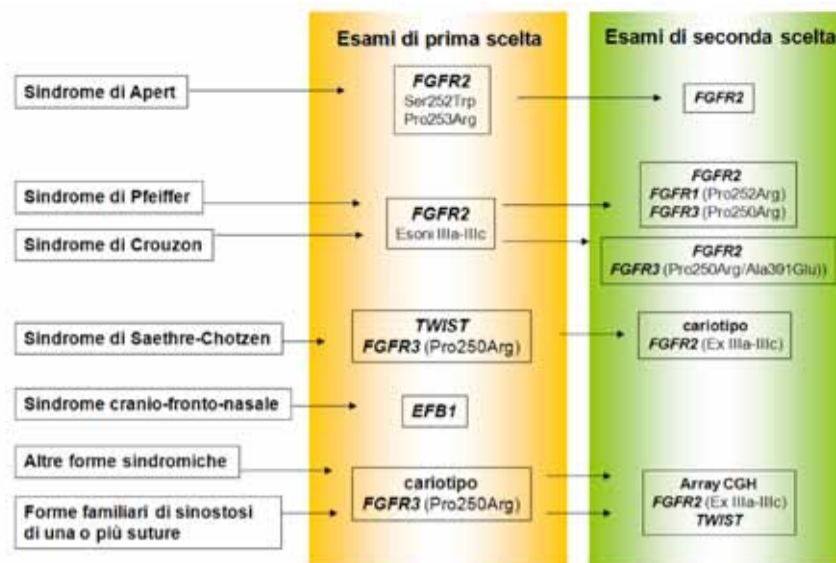 Esami di prima scelta
Esami di seconda scelta
Sindrome di Apert
FGFR2
Ser252Trp
Pro253Arg
FGFR2
Sindrome di Pfeiffer
Sindrome di Crouzon
FGFR2
Esoni IIIa-IIIc
FGFR2
FGFR1 (Pro252Arg)
FGFR3 (Pro250Arg)
FGFR2
FGFR3 (Pro250Arg/Ala391Glu))
Sindrome di Saethre-Chotzen
TWIST
FGFR3 (Pro250Arg)
cariotipo
FGFR2 (Ex IIIa-IIIc)
Sindrome cranio-fronto-nasale
EFB1
Altre forme sindromiche
Forme familiari di sinostosi
di una o più suture
cariotipo
FGFR3 (Pro250Arg)
Array CGH
FGFR2 (Ex IIIa-IIIc)
TWIST